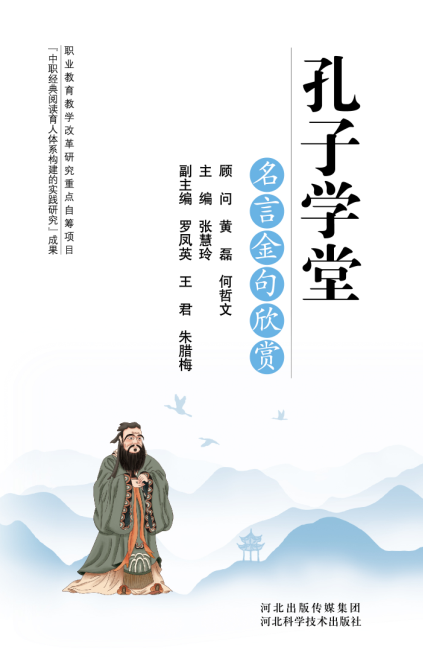 孔子学堂
名言金句欣赏
顾 问 黄 磊 何哲文
主 编 张慧玲
副主编 罗凤英 王 君 朱腊梅
职业教育教学改革研究重点自筹项目
“中职经典阅读育人体系构建的实践研究”成果
河北出版传媒集团
河北科学技术出版社